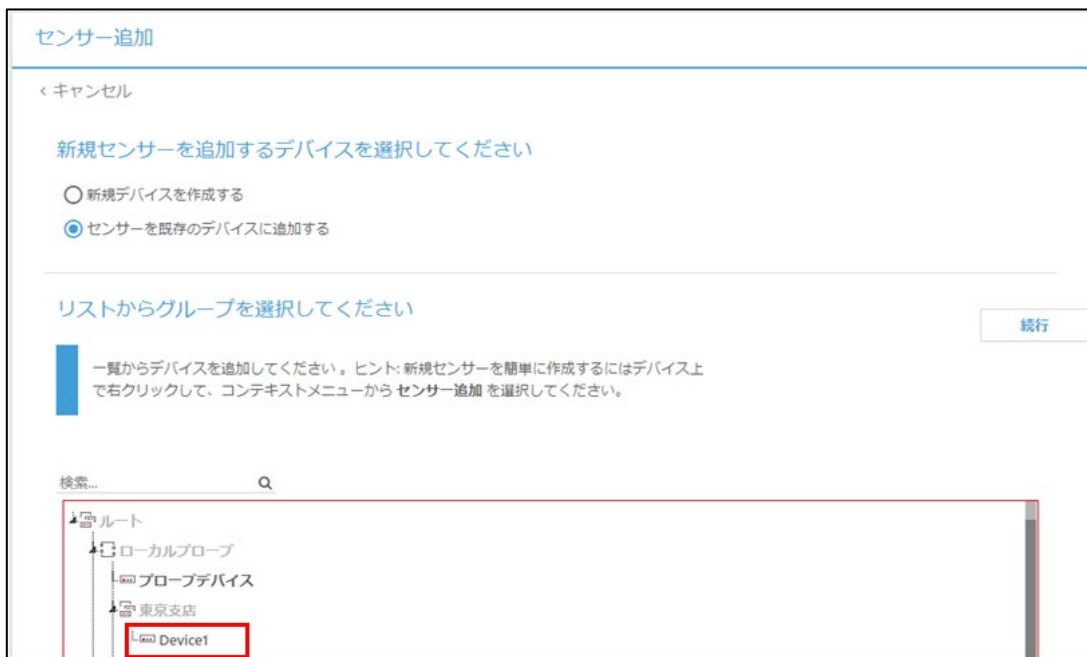 センサー追加
< キャンセル
新規センサーを追加するデバイスを選択してください
新規デバイスを作成する
センサーを既存のデバイスに追加する
リストからグループを選択してください
続行
一覧からデバイスを追加してください 。ヒント: 新規センサーを簡単に作成するにはデバイス上
で右クリックして、コンテキストメニューから センサー追加 を選択してください。
検索...
ルート
ローカルプローブ
プローブデバイス
東京支店
Device1